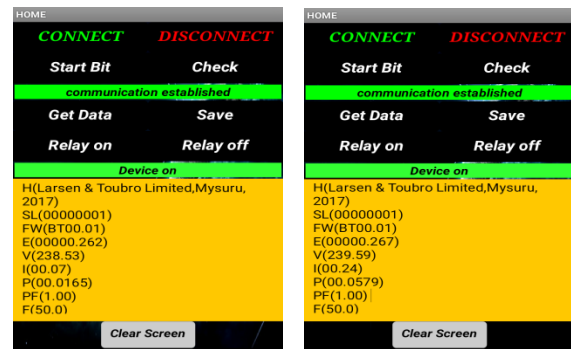 HOME
CONNECT DISCONNECT
Start Bit Check
communication established
Get Data Save
Relay on Relay off
Device on
H(Larsen & Toubro Limited,Mysuru,
2017)
SL(00000001)
FW(BT00.01)
E(00000.262)
V(238.53)
I(00.07)
P(00.0165)
PF(1.00)
F(50.0)
Clear Screen
HOME
CONNECT DISCONNECT
Start Bit Check
communication established
Get Data Save
Relay on Relay off
Device on
H(Larsen & Toubro Limited,Mysuru,
2017)
SL(00000001)
FW(BT00.01)
E(00000.267)
V(239.59)
I(00.24)
P(00.0579)
PF(1.00)
F(50.0)
Clear Screen